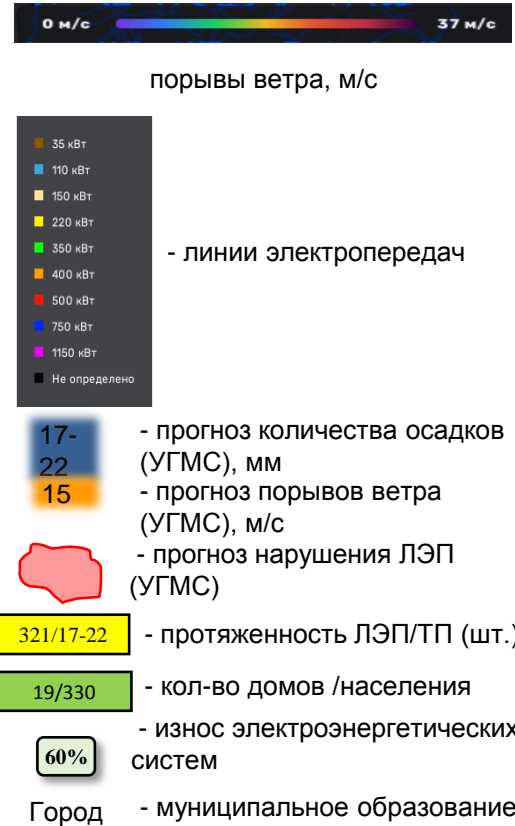 0 м/с 37 м/с
порывы ветра, м/с
35 кВт
110 кВт
150 кВт
220 кВт
350 кВт
400 кВт
500 кВт
750 кВт
1150 кВт
Не определено
- линии электропередач
17-
22
- прогноз количества осадков
(УГМС), мм
15
- прогноз порывов ветра
(УГМС), м/с
- прогноз нарушения ЛЭП
(УГМС)
321/17-22 - протяженность ЛЭП/ТП (шт.)
19/330 - кол-во домов /населения
60%
- износ электроэнергетических
систем
Город - муниципальное образование